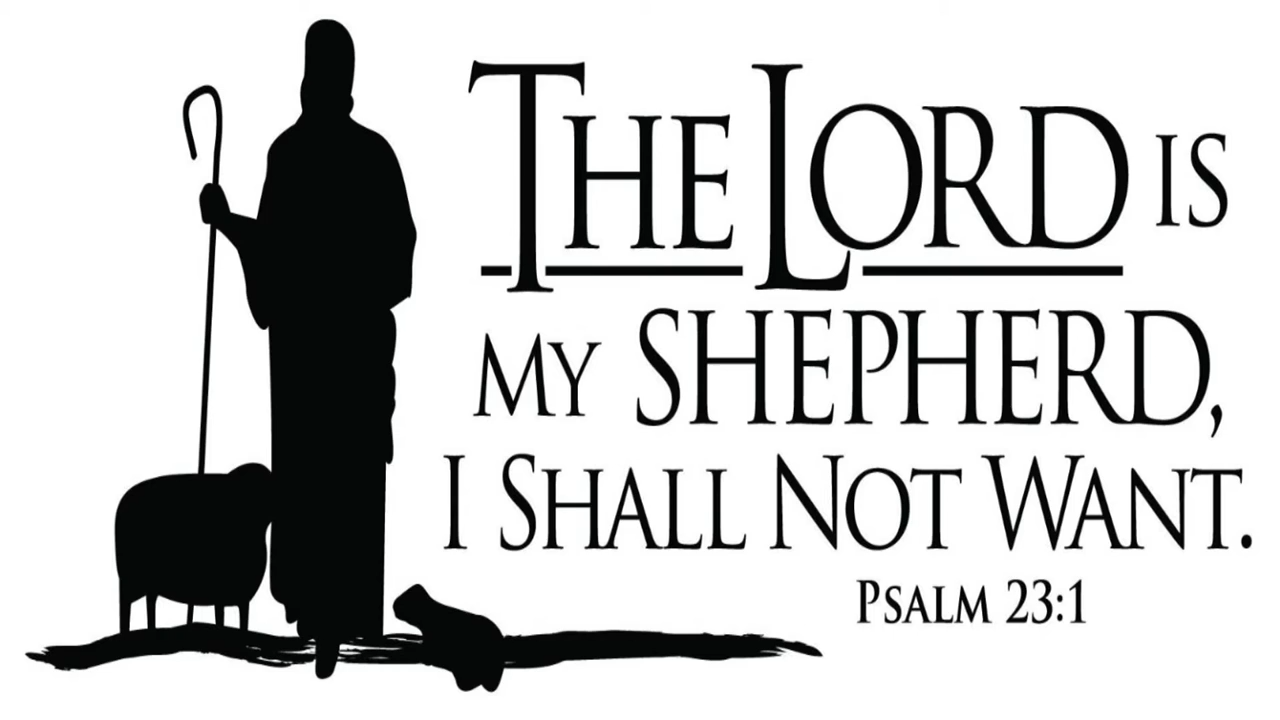 THE LORD IS
MY SHEPHERD,
I SHALL NOT WANT.
PSALM 23:1